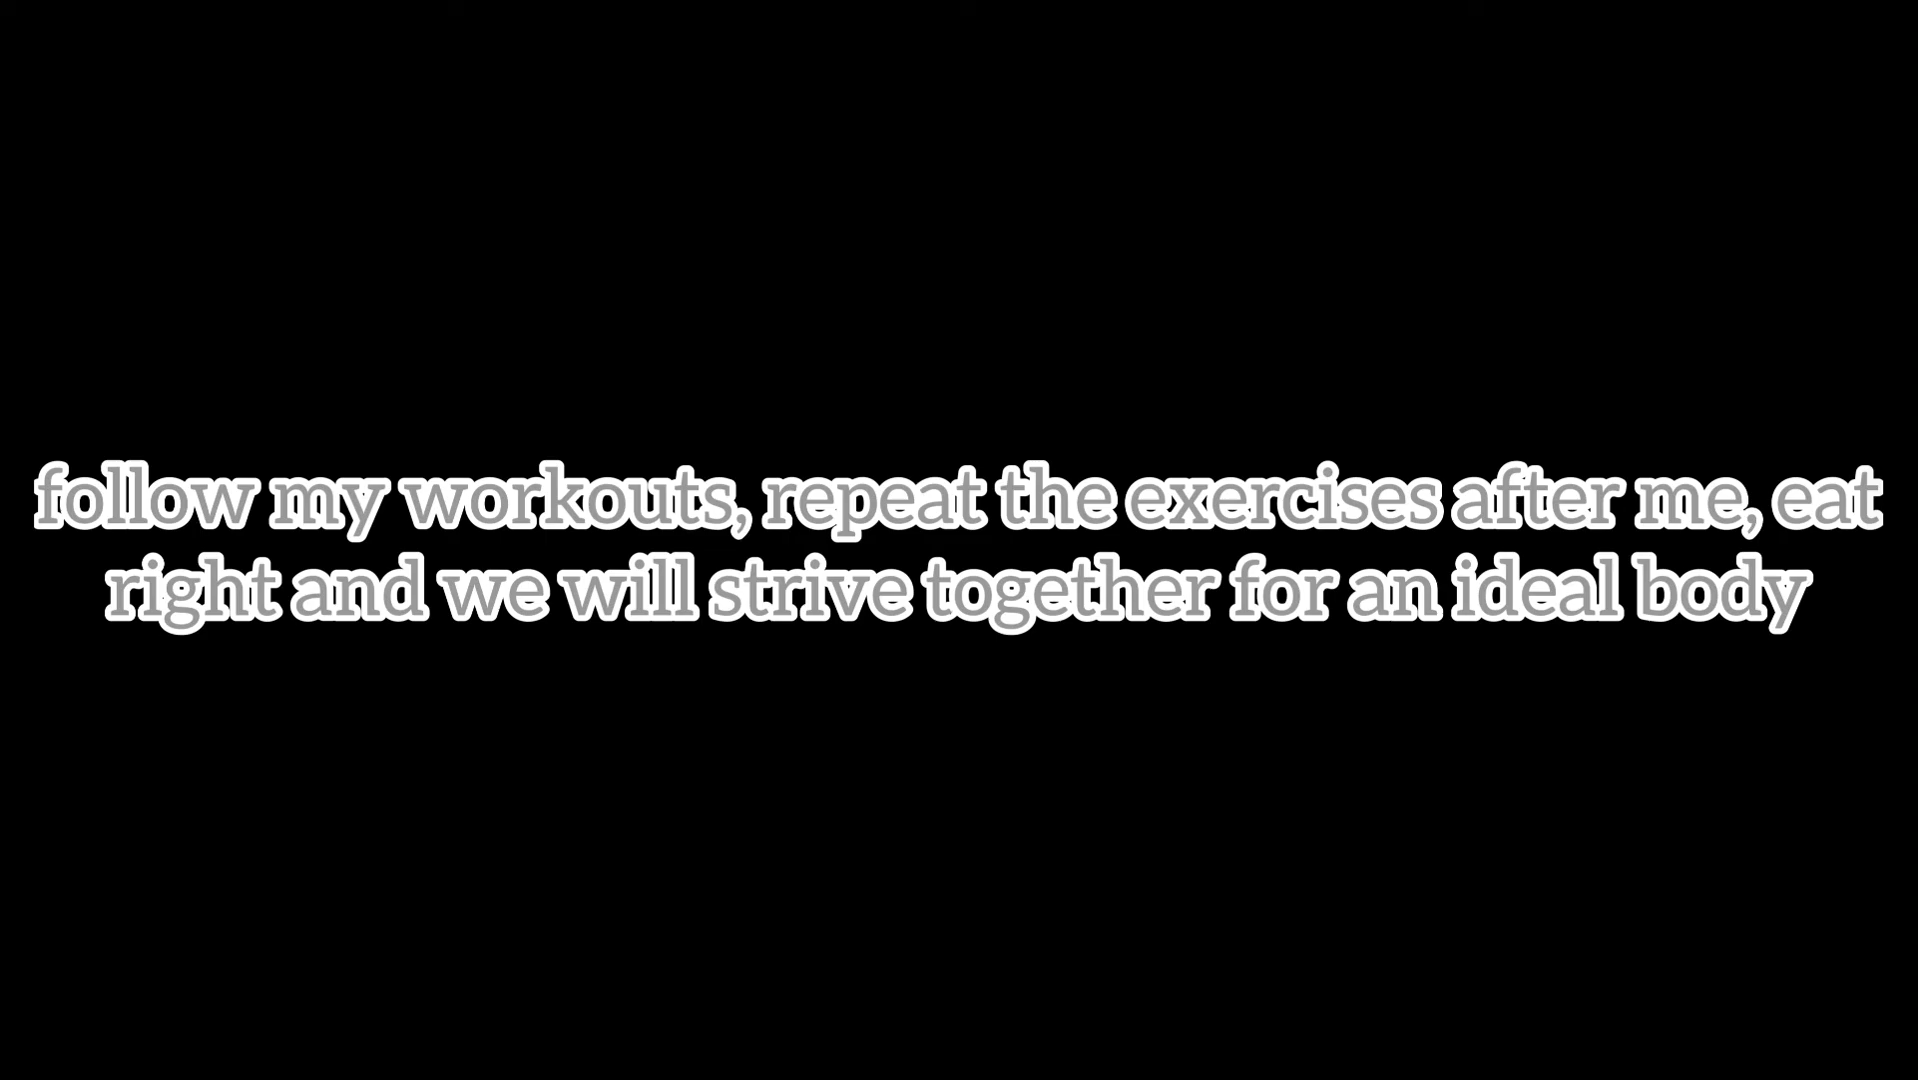 follow my workouts, repeat the exercises after me, eat
right and we will strive together for an ideal body